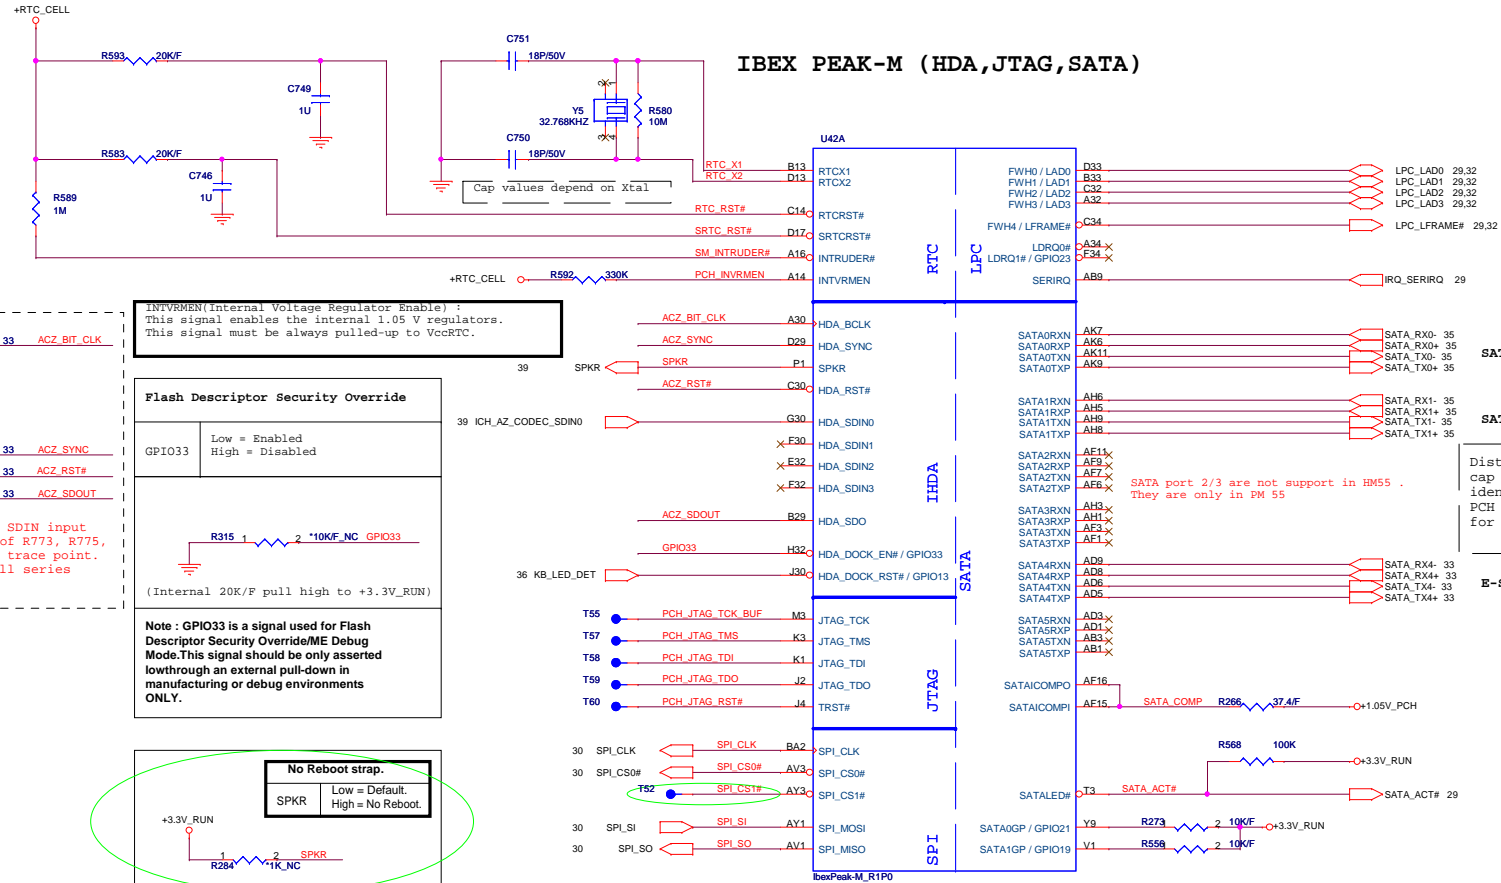 +RTC_CELL
R593 20K/F
C749
1U
R583 20K/F
C746
1U
R589
1M
C751
18P/50V
Y5
32.768KHZ
2 1
3 4
R580
10M
C750
18P/50V
Cap values depend on Xtal
IBEX PEAK-M (HDA,JTAG,SATA)
U42A
RTC_X1 B13 RTCX1
RTC_X2 D13 RTCX2
RTC_RST# C14 RTCRST#
SRTC_RST# D17 SRTCRST#
SM_INTRUDER# A16 INTRUDER#
+RTC_CELL R592 330K PCH_INVRMEN A14 INTVRMEN
RTC
LPC
FWH0 / LAD0 D33 LPC_LAD0 29,32
FWH1 / LAD1 B33 LPC_LAD1 29,32
FWH2 / LAD2 C32 LPC_LAD2 29,32
FWH3 / LAD3 A32 LPC_LAD3 29,32
FWH4 / LFRAME# C34 LPC_LFRAME# 29,32
LDRQ0# A34
LDRQ1# / GPIO23 F34
SERIRQ AB9 IRQ_SERIRQ 29
INTVRMEN(Internal Voltage Regulator Enable) :
This signal enables the internal 1.05 V regulators.
This signal must be always pulled-up to VccRTC.
33 ACZ_BIT_CLK
33 ACZ_SYNC
33 ACZ_RST#
33 ACZ_SDOUT
SDIN input
of R773, R775,
trace point.
ll series
Flash Descriptor Security Override
GPIO33
Low = Enabled
High = Disabled
R315 1 2 *10K/F_NC GPIO33
(Internal 20K/F pull high to +3.3V_RUN)
Note : GPIO33 is a signal used for Flash
Descriptor Security Override/ME Debug
Mode.This signal should be only asserted
lowthrough an external pull-down in
manufacturing or debug environments
ONLY.
No Reboot strap.
SPKR
Low = Default.
High = No Reboot.
+3.3V_RUN
1 2 SPKR
R284 *1K_NC
ACZ_BIT_CLK A30 HDA_BCLK
ACZ_SYNC D29 HDA_SYNC
39 SPKR SPKR P1 SPKR
ACZ_RST# C30 HDA_RST#
39 ICH_AZ_CODEC_SDIN0 G30 HDA_SDIN0
F30 HDA_SDIN1
E32 HDA_SDIN2
F32 HDA_SDIN3
ACZ_SDOUT B29 HDA_SDO
GPIO33 H32 HDA_DOCK_EN# / GPIO33
36 KB_LED_DET J30 HDA_DOCK_RST# / GPIO13
IHDA
SATA
T55 PCH_JTAG_TCK_BUF M3 JTAG_TCK
T57 PCH_JTAG_TMS K3 JTAG_TMS
T58 PCH_JTAG_TDI K1 JTAG_TDI
T59 PCH_JTAG_TDO J2 JTAG_TDO
T60 PCH_JTAG_RST# J4 TRST#
JTAG
30 SPI_CLK SPI_CLK BA2 SPI_CLK
30 SPI_CS0# SPI_CS0# AV3 SPI_CS0#
T52 SPI_CS1# AY3 SPI_CS1#
30 SPI_SI SPI_SI AY1 SPI_MOSI
30 SPI_SO SPI_SO AV1 SPI_MISO
SPI
IbexPeak-M_R1P0
SATA0RXN AK7 SATA_RX0- 35
SATA0RXP AK6 SATA_RX0+ 35
SATA0TXN AK11 SATA_TX0- 35
SATA0TXP AK9 SATA_TX0+ 35
SAT
SATA1RXN AH6 SATA_RX1- 35
SATA1RXP AH5 SATA_RX1+ 35
SATA1TXN AH9 SATA_TX1- 35
SATA1TXP AH8 SATA_TX1+ 35
SAT
SATA2RXN AF11
SATA2RXP AF9
SATA2TXN AF7
SATA2TXP AF6
SATA port 2/3 are not support in HM55 .
They are only in PM 55
Dist
cap
iden
PCH
for
SATA3RXN AH3
SATA3RXP AH1
SATA3TXN AF3
SATA3TXP AF1
SATA4RXN AD9 SATA_RX4- 33
SATA4RXP AD8 SATA_RX4+ 33
SATA4TXN AD6 SATA_TX4- 33
SATA4TXP AD5 SATA_TX4+ 33
E-S
SATA5RXN AD3
SATA5RXP AD1
SATA5TXN AB3
SATA5TXP AB1
SATAICOMPO AF16
SATAICOMPI AF15 SATA_COMP R266 37.4/F +1.05V_PCH
R568 100K +3.3V_RUN
SATALED# T3 SATA_ACT# SATA_ACT# 29
SATA0GP / GPIO21 Y9 R273 1 2 10K/F +3.3V_RUN
SATA1GP / GPIO19 V1 R556 1 2 10K/F